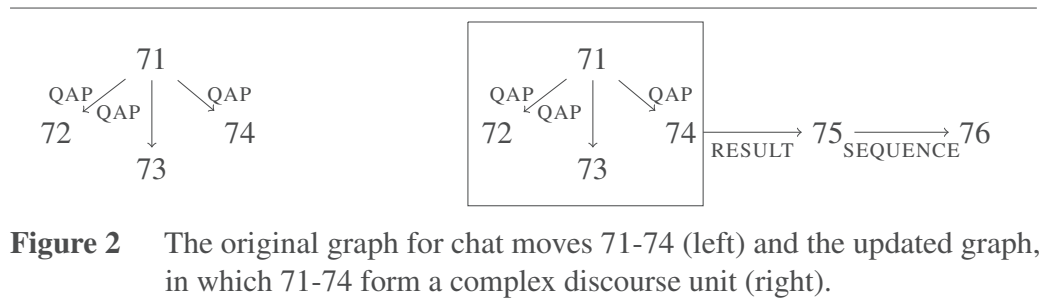 71 71
QAP QAP QAP QAP QAP QAP
72 74 72 74 75 76
RESULT SEQUENCE
73 73
Figure 2 The original graph for chat moves 71-74 (left) and the updated graph,
in which 71-74 form a complex discourse unit (right).